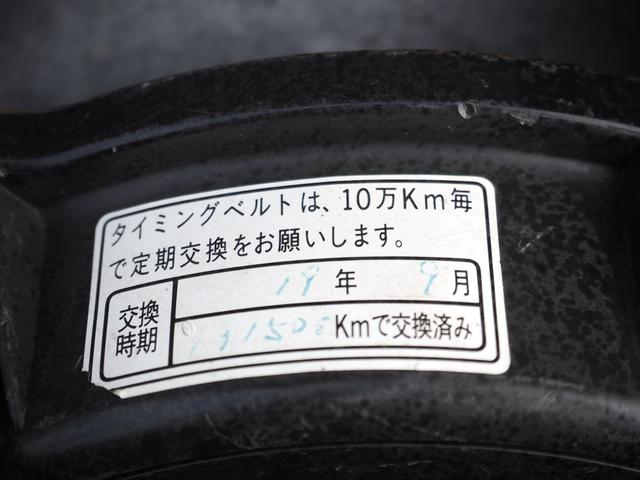 タイミングベルトは、10万Km毎
で定期交換をお願いします。
交換時期
19年 9月
Kmで交換済み